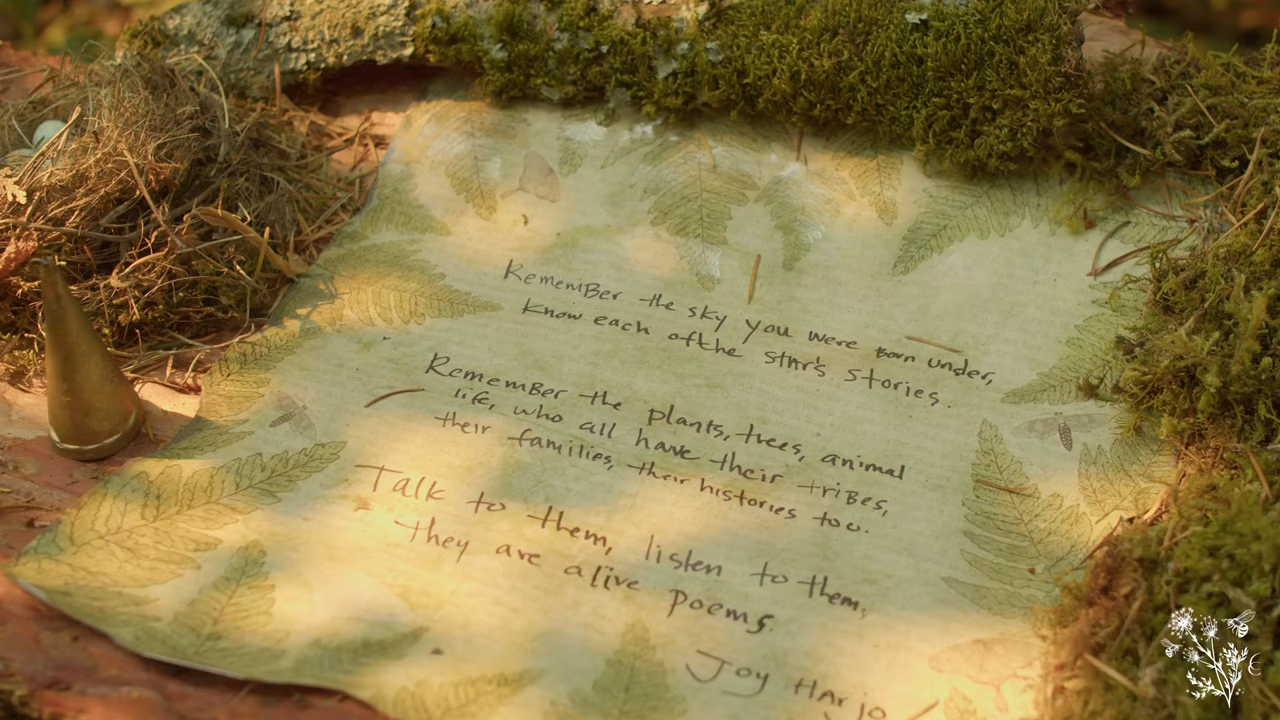 Remember the sky you were born under,
Know each of the Star's stories.
Remember the plants, trees, animal
life, who all have their tribes,
their families, their histories too.
Talk to them, listen to them,
They are alive poems.
Joy Harjo